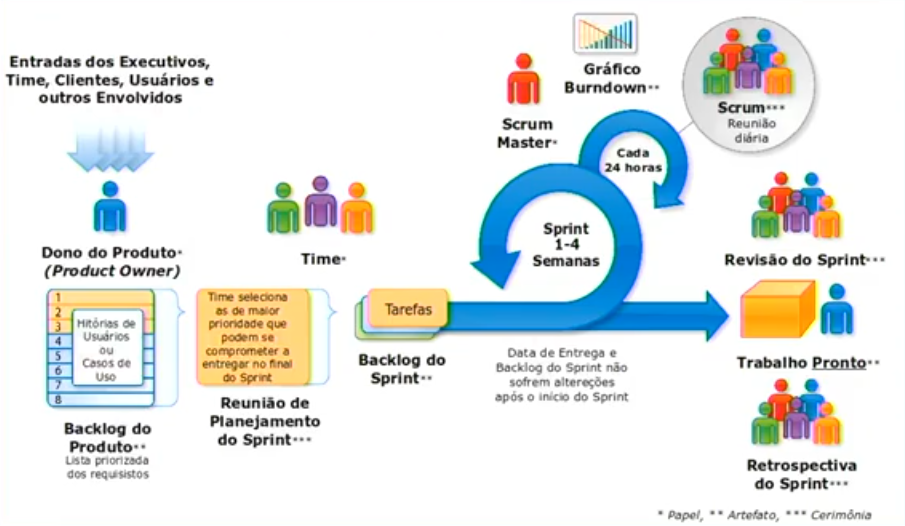 Entradas dos Executivos,
Time, Clientes, Usuários e
outros Envolvidos
Dono do Produto*
(Product Owner)
1
2
3
4
5
6
7
8
Hitórias de
Usuários
ou
Casos de
Uso
Backlog do
Produto**
Lista priorizada
dos requisistos
Time*
Time seleciona
as de maior
prioridade que
podem se
comprometer a
entregar no final
do Sprint
Reunião de
Planejamento
do Sprint***
Tarefas
Backlog do
Sprint**
Scrum
Master*
Gráfico
Burndown**
Cada
24 horas
Scrum***
Reunião
diária
Sprint
1-4
Semanas
Data de Entrega e
Backlog do Sprint não
sofrem altereções
após o inicio do Sprint
Revisão do Sprint***
Trabalho Pronto**
Retrospectiva
do Sprint***
* Papel, ** Artefato, *** Cerimônia